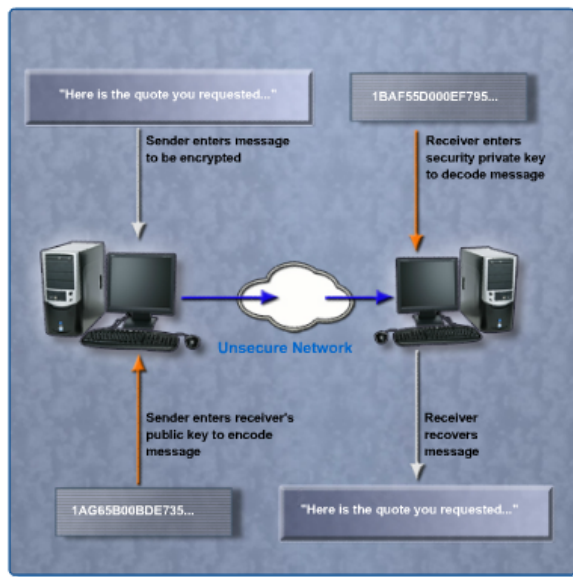 "Here is the quote you requested..."
1BAF55D000EF795...
Sender enters message
to be encrypted
Receiver enters
security private key
to decode message
Unsecure Network
Sender enters receiver's
public key to encode
message
Receiver
recovers
message
1AG65B00BDE735...
"Here is the quote you requested..."